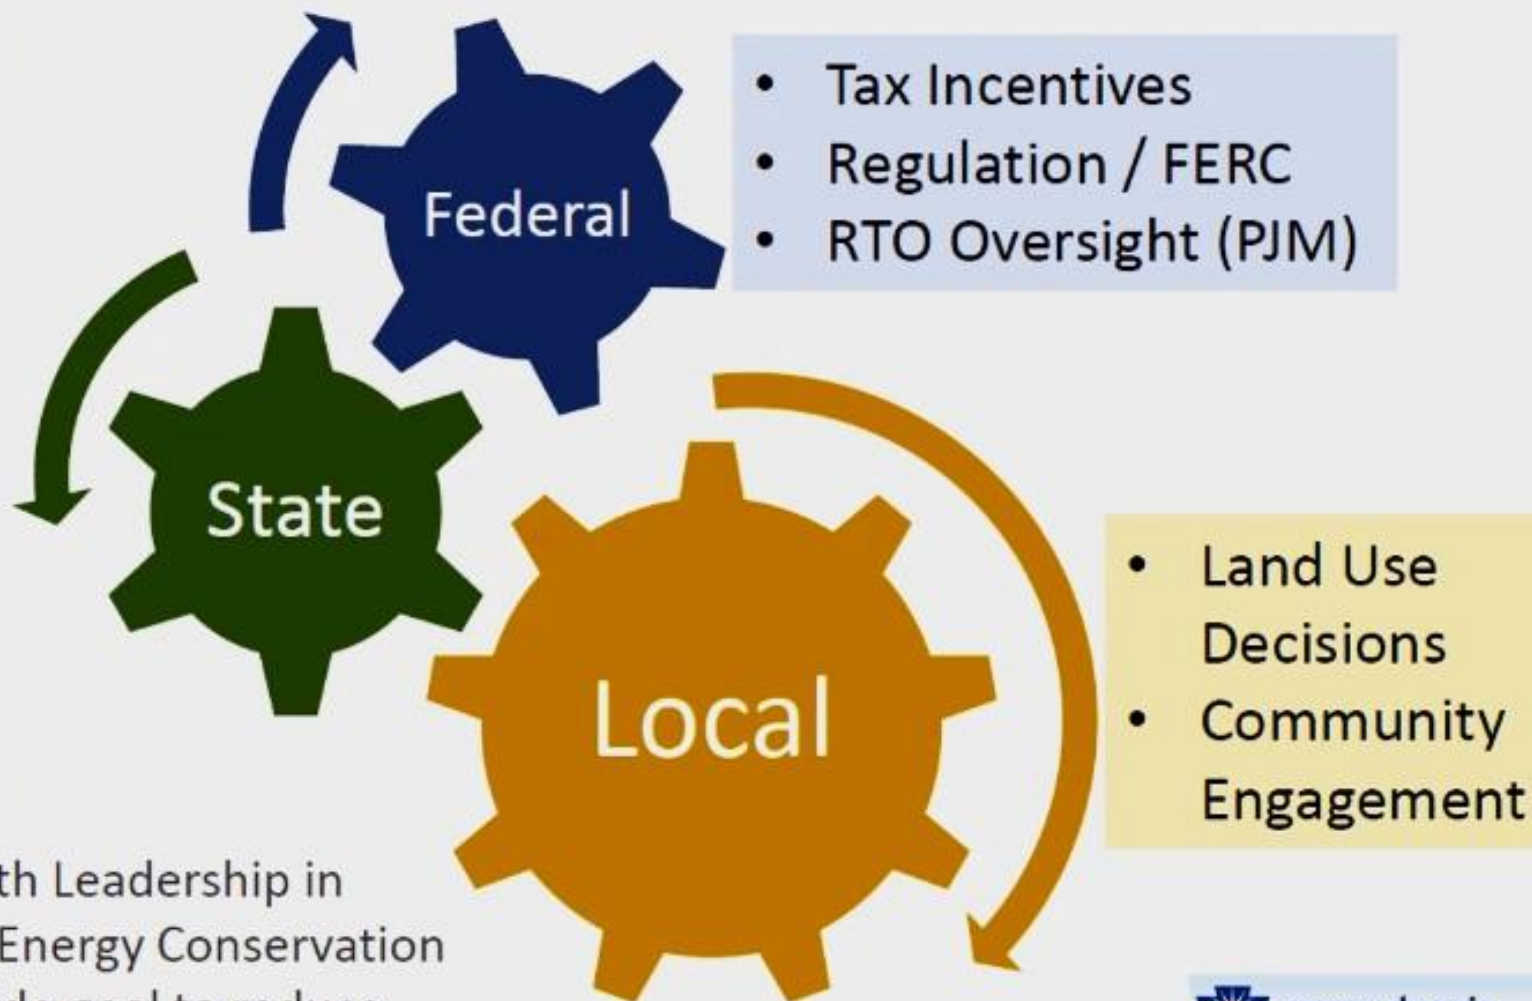 Federal
• Tax Incentives
• Regulation / FERC
• RTO Oversight (PJM)
State
Local
• Land Use
Decisions
• Community
Engagement
th Leadership in
Energy Conservation